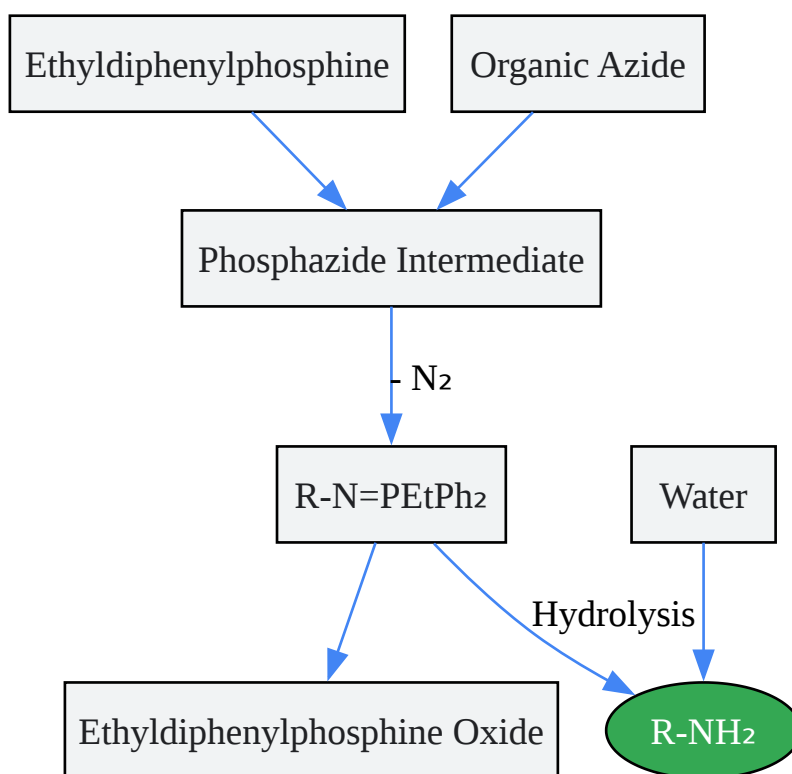 Ethyldiphenylphosphine
Organic Azide
Phosphazide Intermediate
- N₂
R-N=PEtPh₂
Water
Hydrolysis
Ethyldiphenylphosphine Oxide
R-NH₂